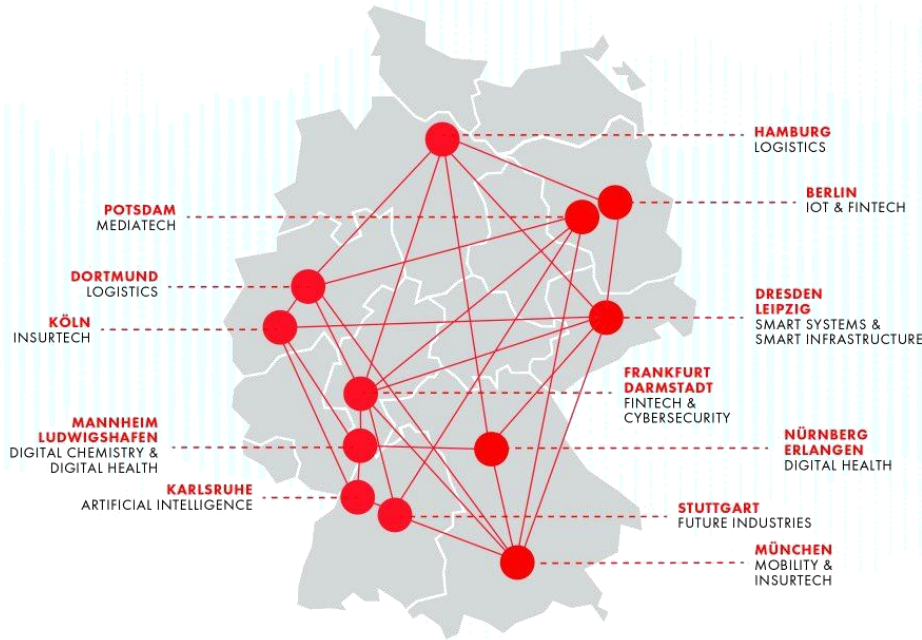 HAMBURG
LOGISTICS
BERLIN
IOT & FINTECH
POTSDAM
MEDIATECH
DORTMUND
LOGISTICS
KÖLN
INSURTECH
DRESDEN
LEIPZIG
SMART SYSTEMS &
SMART INFRASTRUCTURE
FRANKFURT
DARMSTADT
FINTECH &
CYBERSECURITY
MANNHEIM
LUDWIGSHAFEN
DIGITAL CHEMISTRY &
DIGITAL HEALTH
NÜRNBERG
ERLANGEN
DIGITAL HEALTH
KARLSRUHE
ARTIFICIAL INTELLIGENCE
STUTTGART
FUTURE INDUSTRIES
MÜNCHEN
MOBILITY &
INSURTECH